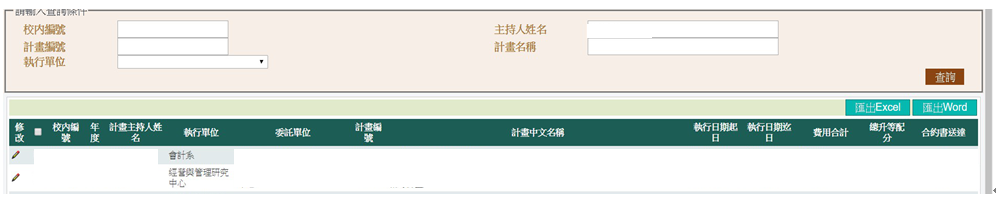 請輸入查詢條件
校內編號 主持人姓名
計畫編號 計畫名稱
執行單位
查詢
匯出Excel 匯出Word
修改 校內編號 年度 計畫主持人姓名 執行單位 委託單位 計畫編號 計畫中文名稱 執行日期起日 執行日期迄日 費用合計 總升等配分 合約書送達
會計系
經營與管理研究
中心